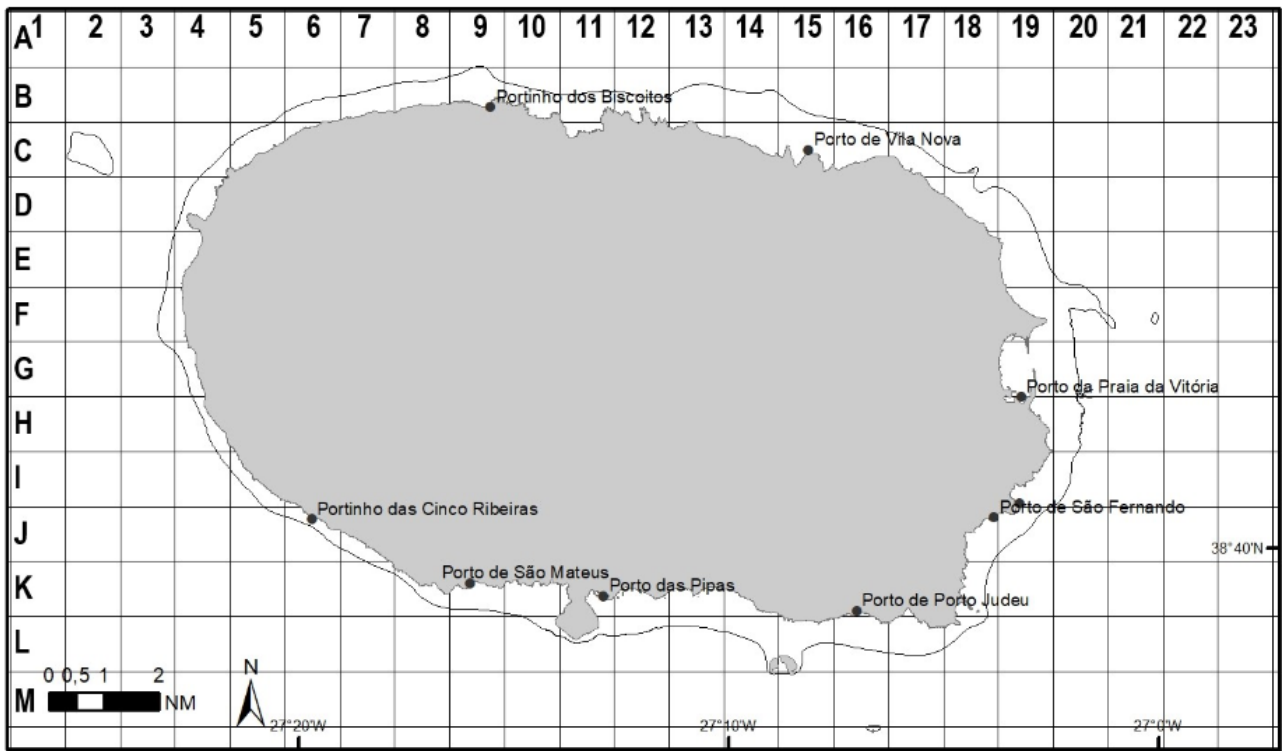 A1 2 3 4 5 6 7 8 9 10 11 12 13 14 15 16 17 18 19 20 21 22 23
B
Portinho dos Biscoitos
C
Porto de Vila Nova
D
E
F
G
Porto da Praia da Vitória
H
I
Portinho das Cinco Ribeiras
Porto de São Fernando
J
38°40'N
Porto de São Mateus
K
Porto das Pipas
Porto de Porto Judeu
L
0 0,5 1 2
NM
N
M
27°20'W
27°10'W
27°0'W